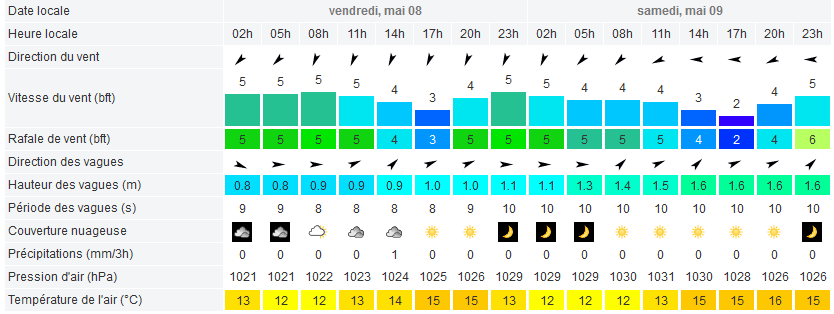 Date locale vendredi, mai 08 samedi, mai 09
Heure locale 02h 05h 08h 11h 14h 17h 20h 23h 02h 05h 08h 11h 14h 17h 20h 23h
Direction du vent
Vitesse du vent (bft) 5 5 5 5 4 3 4 5 5 4 4 4 3 2 4 5
Rafale de vent (bft) 5 5 5 5 4 3 5 5 5 5 5 5 4 2 4 6
Direction des vagues
Hauteur des vagues (m) 0.8 0.8 0.9 0.9 0.9 1.0 1.0 1.1 1.1 1.3 1.4 1.5 1.6 1.6 1.6 1.6
Période des vagues (s) 9 9 8 8 8 8 9 10 10 10 10 10 10 10 10 10
Couverture nuageuse
Précipitations (mm/3h) 0 0 0 0 1 0 0 0 0 0 0 0 0 0 0 0
Pression d'air (hPa) 1021 1021 1022 1023 1024 1025 1026 1029 1029 1029 1030 1031 1030 1028 1026 1026
Température de l'air (°C) 13 12 12 13 14 15 15 13 12 12 12 13 15 15 16 15